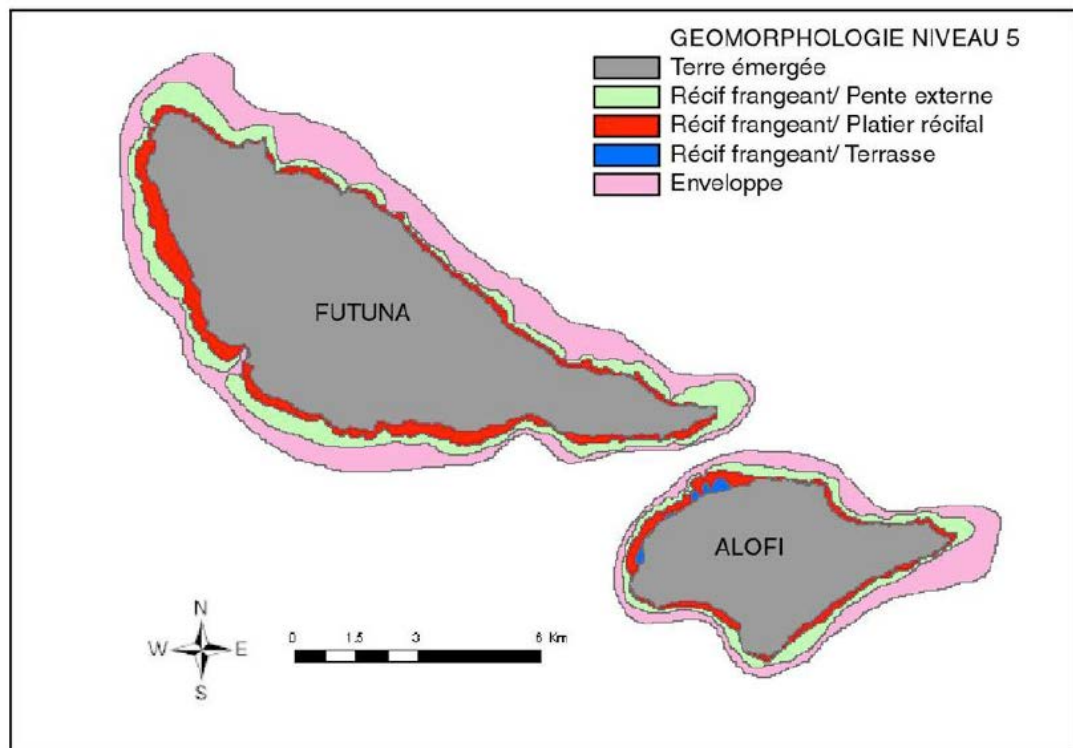 GEOMORPHOLOGIE NIVEAU 5
Terre émergée
Récif frangeant/ Pente externe
Récif frangeant/ Platier récifal
Récif frangeant/ Terrasse
Enveloppe
FUTUNA
ALOFI
N
W E
S
0 1.5 3 6 Km